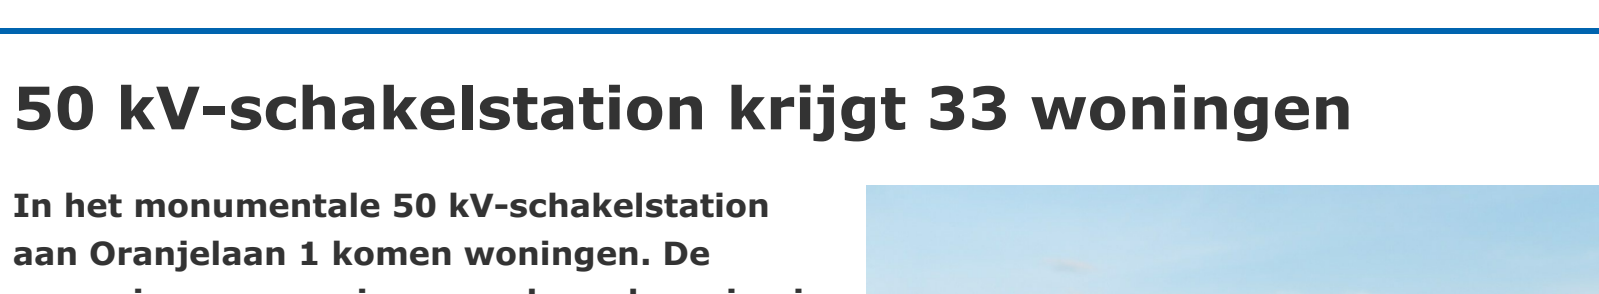 50 kV-schakelstation krijgt 33 woningen
In het monumentale 50 kV-schakelstation
aan Oranjelaan 1 komen woningen. De